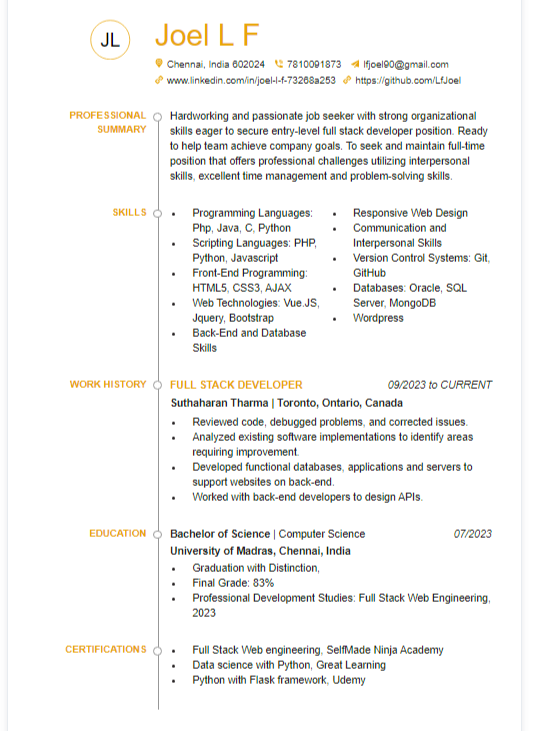 JL
Joel L F
Chennai, India 602024 7810091873 lfjoel90@gmail.com
www.linkedin.com/in/joel-l-f-73268a253 https://github.com/LfJoel
PROFESSIONAL
SUMMARY
Hardworking and passionate job seeker with strong organizational
skills eager to secure entry-level full stack developer position. Ready
to help team achieve company goals. To seek and maintain full-time
position that offers professional challenges utilizing interpersonal
skills, excellent time management and problem-solving skills.
SKILLS
• Programming Languages:
Php, Java, C, Python
• Scripting Languages: PHP,
Python, Javascript
• Front-End Programming:
HTML5, CSS3, AJAX
• Web Technologies: Vue.JS,
Jquery, Bootstrap
• Back-End and Database
Skills
• Responsive Web Design
• Communication and
Interpersonal Skills
• Version Control Systems: Git,
GitHub
• Databases: Oracle, SQL
Server, MongoDB
• Wordpress
WORK HISTORY
FULL STACK DEVELOPER 09/2023 to CURRENT
Suthaharan Tharma | Toronto, Ontario, Canada
• Reviewed code, debugged problems, and corrected issues.
• Analyzed existing software implementations to identify areas
requiring improvement.
• Developed functional databases, applications and servers to
support websites on back-end.
• Worked with back-end developers to design APIs.
EDUCATION
Bachelor of Science | Computer Science 07/2023
University of Madras, Chennai, India
• Graduation with Distinction,
• Final Grade: 83%
• Professional Development Studies: Full Stack Web Engineering,
2023
CERTIFICATIONS
• Full Stack Web engineering, SelfMade Ninja Academy
• Data science with Python, Great Learning
• Python with Flask framework, Udemy